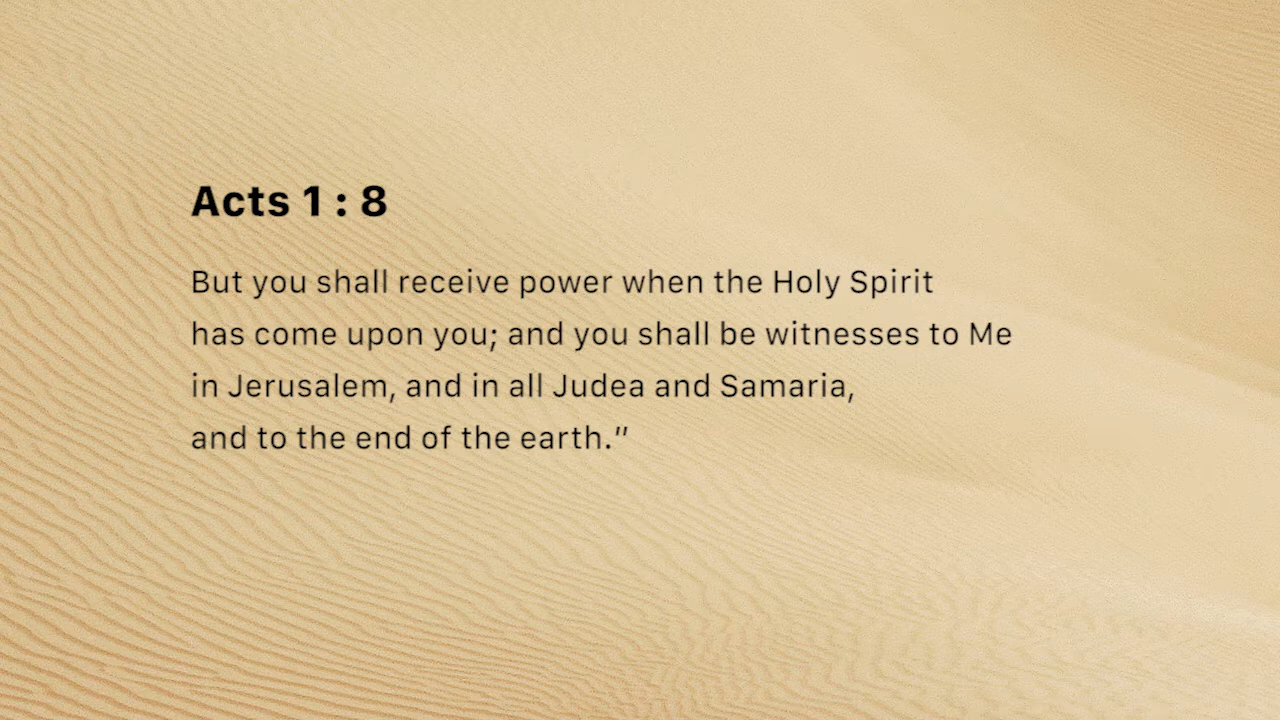 Acts 1 : 8
But you shall receive power when the Holy Spirit
has come upon you; and you shall be witnesses to Me
in Jerusalem, and in all Judea and Samaria,
and to the end of the earth.”